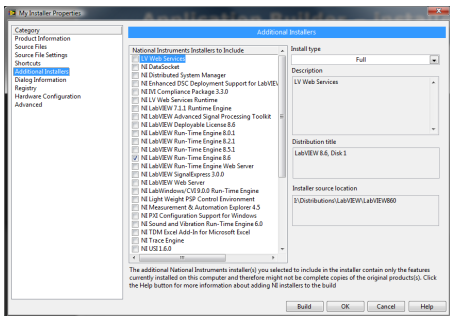 My Installer Properties
Category
Product Information
Source Files
Source File Settings
Shortcuts
Additional Installers
Dialog Information
Registry
Hardware Configuration
Advanced
Additional Installers
National Instruments Installers to Include
LV Web Services
NI DataSocket
NI Distributed System Manager
NI Enhanced DSC Deployment Support for LabVIEW
NI IVI Compliance Package 3.3.0
NI LV Web Services Runtime
NI LabVIEW 7.1.1 Runtime Engine
NI LabVIEW Advanced Signal Processing Toolkit
NI LabVIEW Deployable License 8.6
NI LabVIEW Run-Time Engine 8.0.1
NI LabVIEW Run-Time Engine 8.2.1
NI LabVIEW Run-Time Engine 8.5.1
NI LabVIEW Run-Time Engine 8.6
NI LabVIEW Run-Time Engine Web Server
NI LabVIEW SignalExpress 3.0.0
NI LabVIEW Web Server
NI LabWindows/CVI 9.0.0 Run-Time Engine
NI Light Weight PSP Control Environment
NI Measurement & Automation Explorer 4.5
NI PXI Configuration Support for Windows
NI Sound and Vibration Run-Time Engine 6.0
NI TDM Excel Add-In for Microsoft Excel
NI Trace Engine
NI USI 1.6.0
Install type
Full
Description
LV Web Services
Distribution title
LabVIEW 8.6, Disk 1
Installer source location
1\Distributions\LabVIEW\LabVIEW860
The additional National Instruments installer(s) you selected to include in the installer contain only the features
currently installed on this computer and therefore might not be complete copies of the original product(s). Click
the Help button for more information about adding NI installers to the build
Build
OK
Cancel
Help